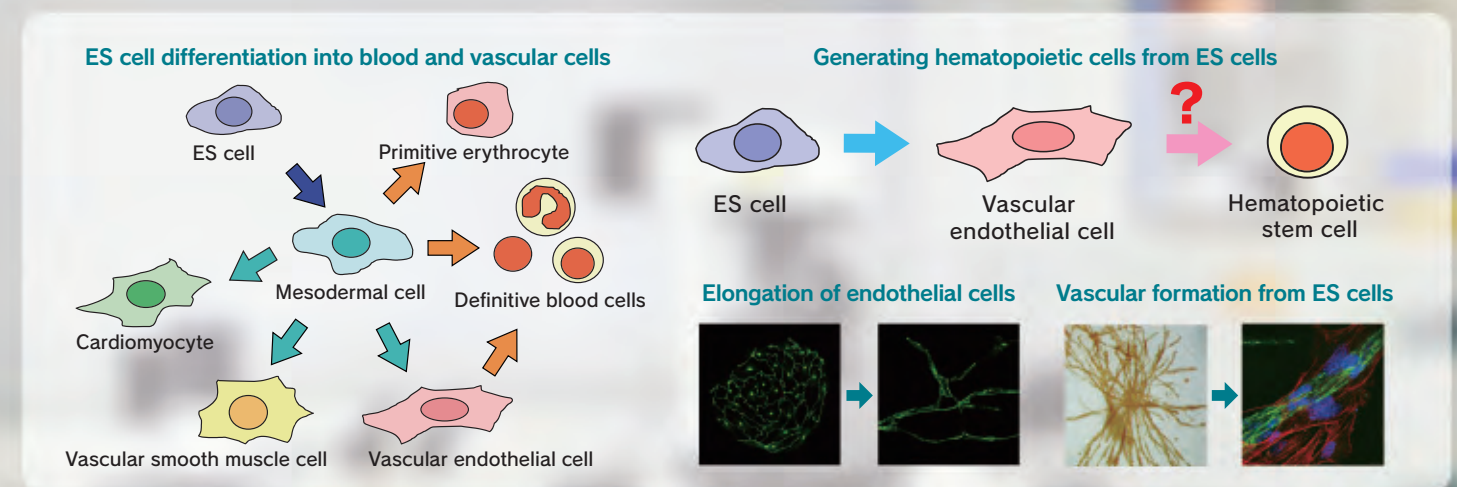 ES cell differentiation into blood and vascular cells
ES cell
Primitive erythrocyte
Mesodermal cell
Definitive blood cells
Cardiomyocyte
Vascular smooth muscle cell
Vascular endothelial cell
Generating hematopoietic cells from ES cells
?
ES cell
Vascular
endothelial cell
Hematopoietic
stem cell
Elongation of endothelial cells
Vascular formation from ES cells